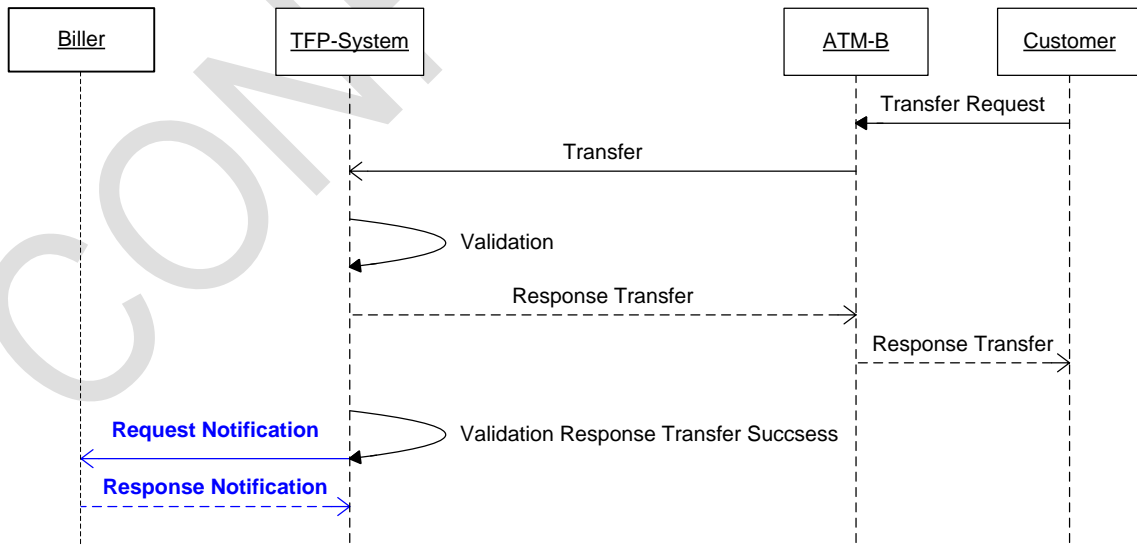 Biller
TFP-System
ATM-B
Customer
Transfer Request
Transfer
Validation
Response Transfer
Response Transfer
Request Notification
Validation Response Transfer Succsess
Response Notification